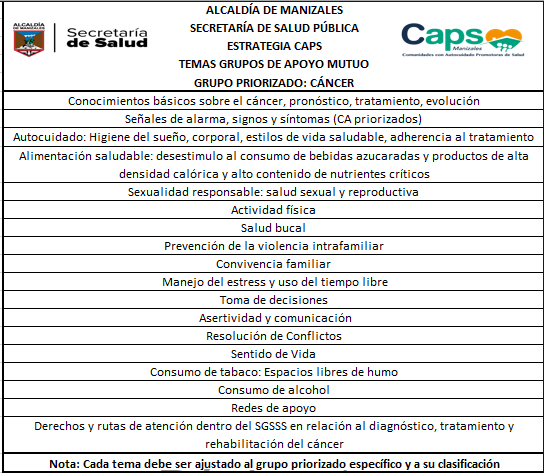 ALCALDÍA DE MANIZALES
SECRETARÍA DE SALUD PÚBLICA
ESTRATEGIA CAPS
TEMAS GRUPOS DE APOYO MUTUO
GRUPO PRIORIZADO: CÁNCER
ALCALDÍA
DE MANIZALES
Secretaría
de Salud
Caps
Manizales
Comunidades con Autocuidado Promotoras de Salud
Conocimientos básicos sobre el cáncer, pronóstico, tratamiento, evolución
Señales de alarma, signos y síntomas (CA priorizados)
Autocuidado: Higiene del sueño, corporal, estilos de vida saludable, adherencia al tratamiento
Alimentación saludable: desestimulo al consumo de bebidas azucaradas y productos de alta
densidad calórica y alto contenido de nutrientes críticos
Sexualidad responsable: salud sexual y reproductiva
Actividad física
Salud bucal
Prevención de la violencia intrafamiliar
Convivencia familiar
Manejo del estress y uso del tiempo libre
Toma de decisiones
Asertividad y comunicación
Resolución de Conflictos
Sentido de Vida
Consumo de tabaco: Espacios libres de humo
Consumo de alcohol
Redes de apoyo
Derechos y rutas de atención dentro del SGSSS en relación al diagnóstico, tratamiento y
rehabilitación del cáncer
Nota: Cada tema debe ser ajustado al grupo priorizado específico y a su clasificación